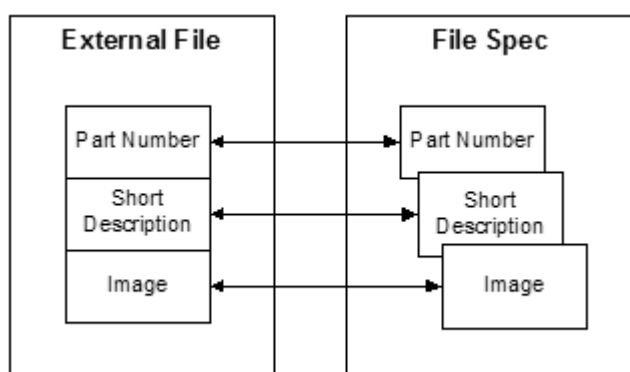 External File
File Spec
Part Number
Part Number
Short
Description
Short
Description
Image
Image